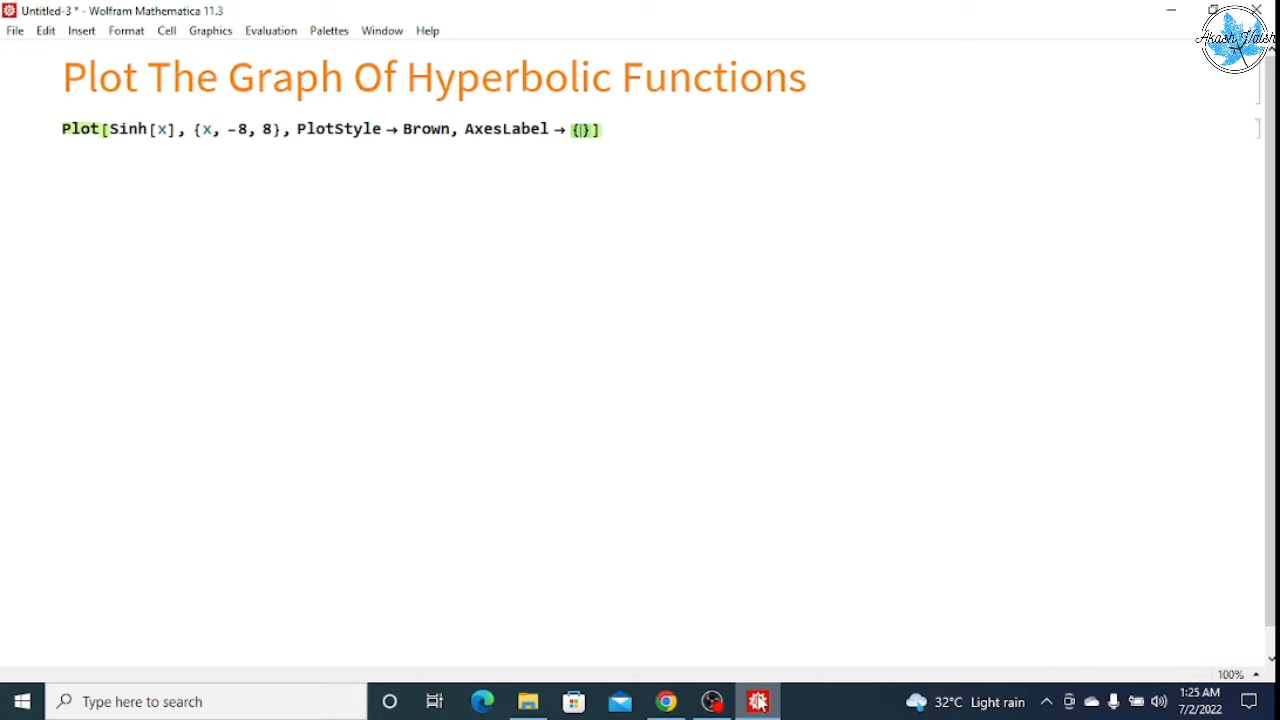 Untitled-3 * - Wolfram Mathematica 11.3
File Edit Insert Format Cell Graphics Evaluation Palettes Window Help
Plot The Graph Of Hyperbolic Functions
Plot[Sinh[x], {x, -8, 8}, PlotStyle → Brown, AxesLabel → {}]
100%
Type here to search
32°C Light rain
1:25 AM
7/2/2022